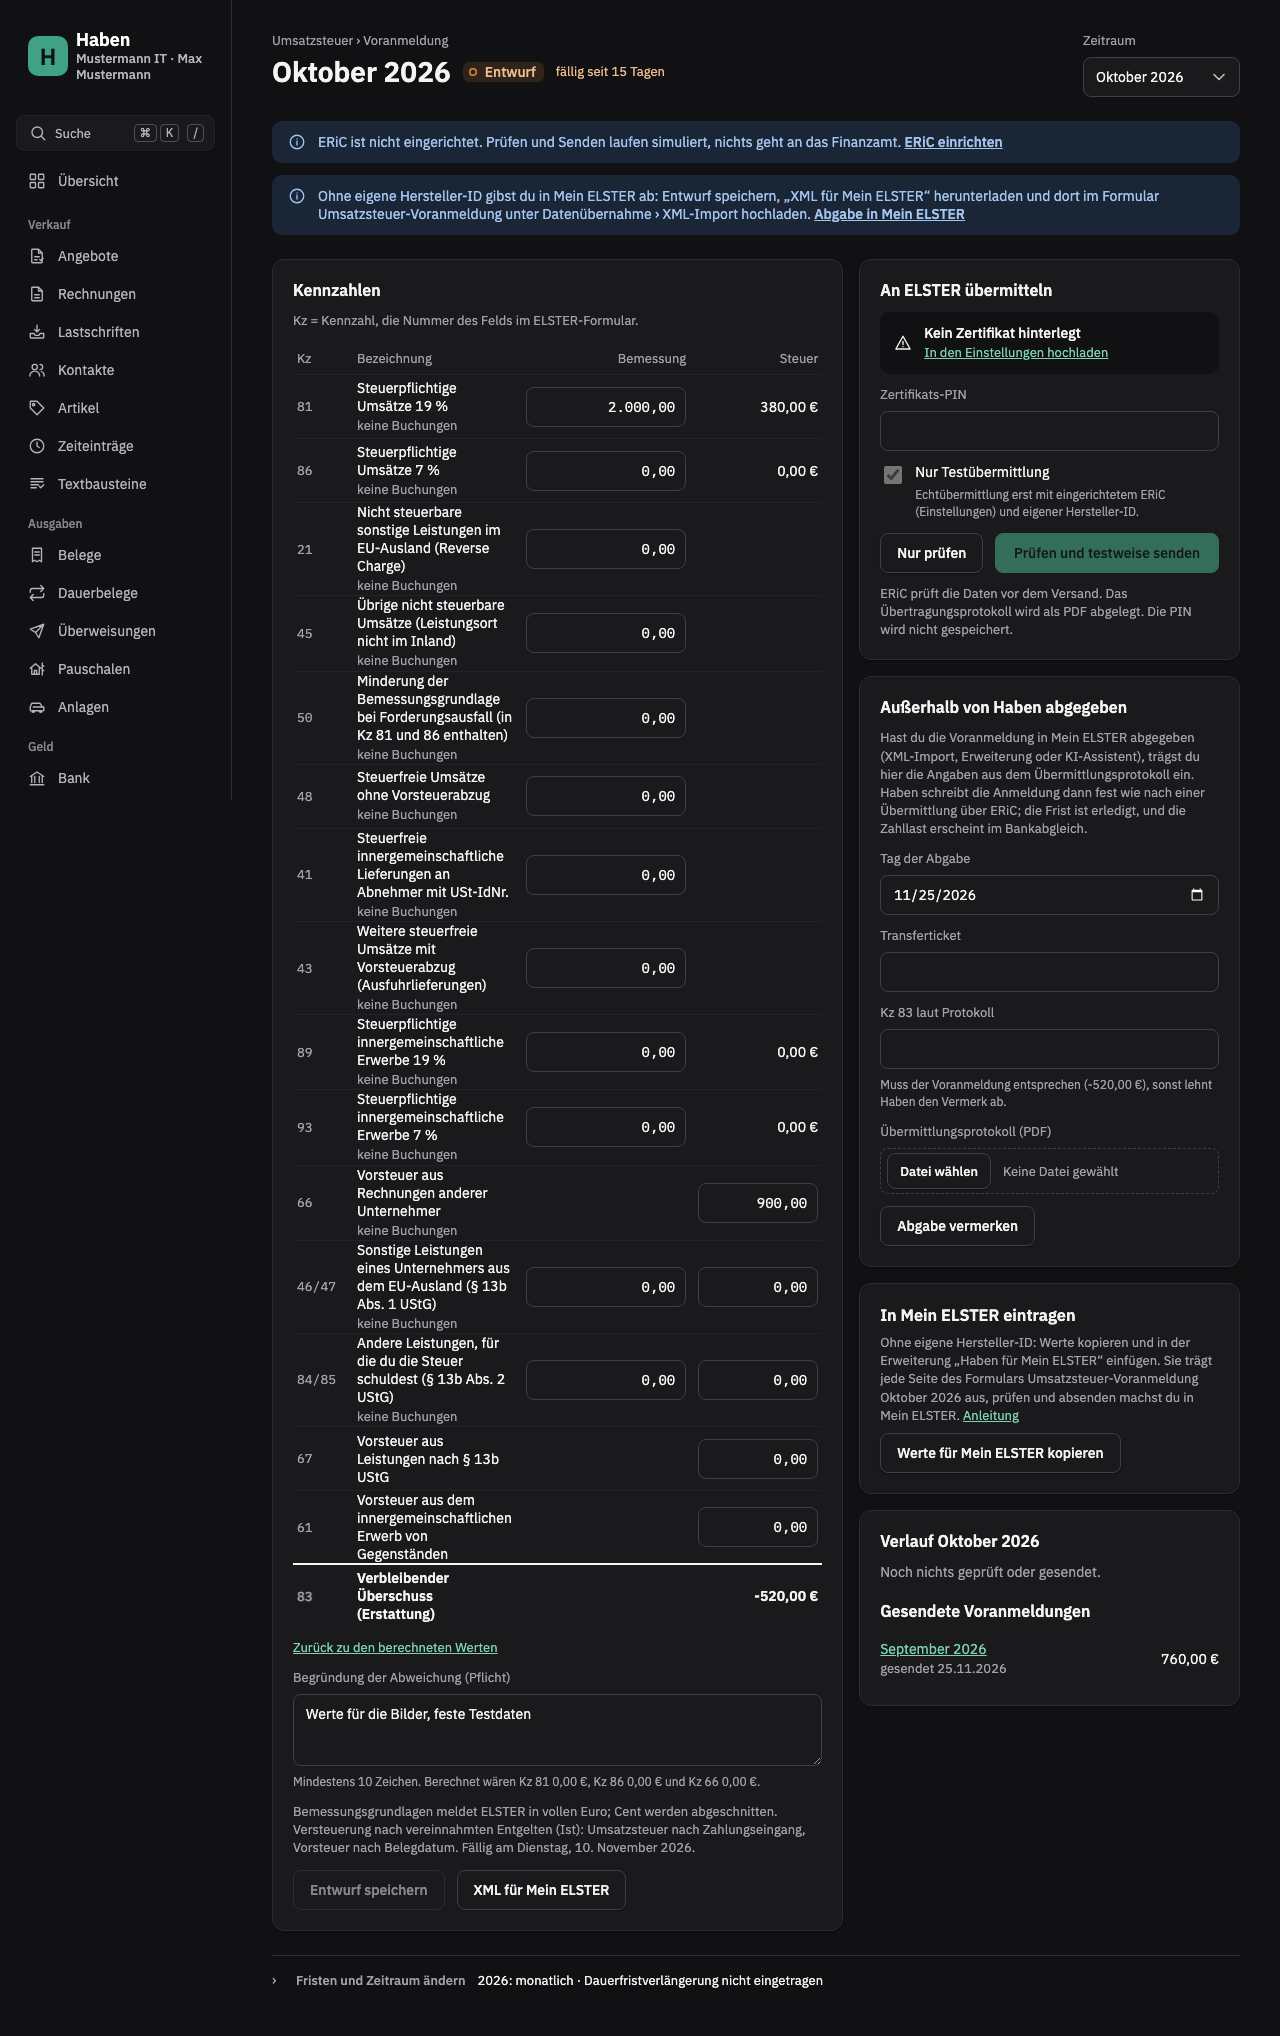 H
Haben
Mustermann IT · Max
Mustermann
Suche ⌘ K /
Übersicht
Verkauf
Angebote
Rechnungen
Lastschriften
Kontakte
Artikel
Zeiteinträge
Textbausteine
Ausgaben
Belege
Dauerbelege
Überweisungen
Pauschalen
Anlagen
Geld
Bank
Umsatzsteuer › Voranmeldung
Oktober 2026 Entwurf fällig seit 15 Tagen
Zeitraum
Oktober 2026
ERiC ist nicht eingerichtet. Prüfen und Senden laufen simuliert, nichts geht an das Finanzamt. ERiC einrichten
Ohne eigene Hersteller-ID gibst du in Mein ELSTER ab: Entwurf speichern, „XML für Mein ELSTER“ herunterladen und dort im Formular
Umsatzsteuer-Voranmeldung unter Datenübernahme › XML-Import hochladen. Abgabe in Mein ELSTER
Kennzahlen
Kz = Kennzahl, die Nummer des Felds im ELSTER-Formular.
Kz Bezeichnung Bemessung Steuer
Steuerpflichtige
81 Umsätze 19 % 2.000,00 380,00 €
keine Buchungen
Steuerpflichtige
86 Umsätze 7 % 0,00 0,00 €
keine Buchungen
Nicht steuerbare
sonstige Leistungen im
21 EU-Ausland (Reverse 0,00
Charge)
keine Buchungen
Übrige nicht steuerbare
45 Umsätze (Leistungsort 0,00
nicht im Inland)
keine Buchungen
Minderung der
Bemessungsgrundlage
50 bei Forderungsausfall (in 0,00
Kz 81 und 86 enthalten)
keine Buchungen
Steuerfreie Umsätze
48 ohne Vorsteuerabzug 0,00
keine Buchungen
Steuerfreie
innergemeinschaftliche
41 Lieferungen an 0,00
Abnehmer mit USt-IdNr.
keine Buchungen
Weitere steuerfreie
Umsätze mit
43 Vorsteuerabzug 0,00
(Ausfuhrlieferungen)
keine Buchungen
Steuerpflichtige
89 innergemeinschaftliche 0,00 0,00 €
Erwerbe 19 %
keine Buchungen
Steuerpflichtige
93 innergemeinschaftliche 0,00 0,00 €
Erwerbe 7 %
keine Buchungen
Vorsteuer aus
66 Rechnungen anderer 900,00
Unternehmer
keine Buchungen
Sonstige Leistungen
eines Unternehmers aus
46/47 dem EU-Ausland (§ 13b 0,00 0,00
Abs. 1 UStG)
keine Buchungen
Andere Leistungen, für
die du die Steuer
84/85 schuldest (§ 13b Abs. 2 0,00 0,00
UStG)
keine Buchungen
Vorsteuer aus
67 Leistungen nach § 13b 0,00
UStG
Vorsteuer aus dem
innergemeinschaftlichen
61 Erwerb von 0,00
Gegenständen
Verbleibender
83 Überschuss -520,00 €
(Erstattung)
Zurück zu den berechneten Werten
Begründung der Abweichung (Pflicht)
Werte für die Bilder, feste Testdaten
Mindestens 10 Zeichen. Berechnet wären Kz 81 0,00 €, Kz 86 0,00 € und Kz 66 0,00 €.
Bemessungsgrundlagen meldet ELSTER in vollen Euro; Cent werden abgeschnitten.
Versteuerung nach vereinnahmten Entgelten (Ist): Umsatzsteuer nach Zahlungseingang,
Vorsteuer nach Belegdatum. Fällig am Dienstag, 10. November 2026.
Entwurf speichern XML für Mein ELSTER
An ELSTER übermitteln
Kein Zertifikat hinterlegt
In den Einstellungen hochladen
Zertifikats-PIN
Nur Testübermittlung
Echtübermittlung erst mit eingerichtetem ERiC
(Einstellungen) und eigener Hersteller-ID.
Nur prüfen Prüfen und testweise senden
ERiC prüft die Daten vor dem Versand. Das
Übertragungsprotokoll wird als PDF abgelegt. Die PIN
wird nicht gespeichert.
Außerhalb von Haben abgegeben
Hast du die Voranmeldung in Mein ELSTER abgegeben
(XML-Import, Erweiterung oder KI-Assistent), trägst du
hier die Angaben aus dem Übermittlungsprotokoll ein.
Haben schreibt die Anmeldung dann fest wie nach einer
Übermittlung über ERiC; die Frist ist erledigt, und die
Zahllast erscheint im Bankabgleich.
Tag der Abgabe
11/25/2026
Transferticket
Kz 83 laut Protokoll
Muss der Voranmeldung entsprechen (-520,00 €), sonst lehnt
Haben den Vermerk ab.
Übermittlungsprotokoll (PDF)
Datei wählen Keine Datei gewählt
Abgabe vermerken
In Mein ELSTER eintragen
Ohne eigene Hersteller-ID: Werte kopieren und in der
Erweiterung „Haben für Mein ELSTER“ einfügen. Sie trägt
jede Seite des Formulars Umsatzsteuer-Voranmeldung
Oktober 2026 aus, prüfen und absenden machst du in
Mein ELSTER. Anleitung
Werte für Mein ELSTER kopieren
Verlauf Oktober 2026
Noch nichts geprüft oder gesendet.
Gesendete Voranmeldungen
September 2026
gesendet 25.11.2026 760,00 €
› Fristen und Zeitraum ändern 2026: monatlich · Dauerfristverlängerung nicht eingetragen